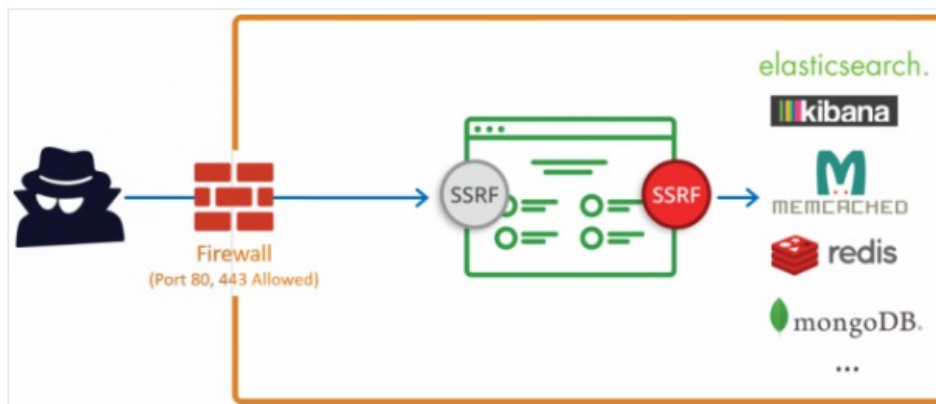 elasticsearch.
kibana
SSRF
SSRF
MEMCACHED
Firewall
(Port 80, 443 Allowed)
redis
mongoDB.
...